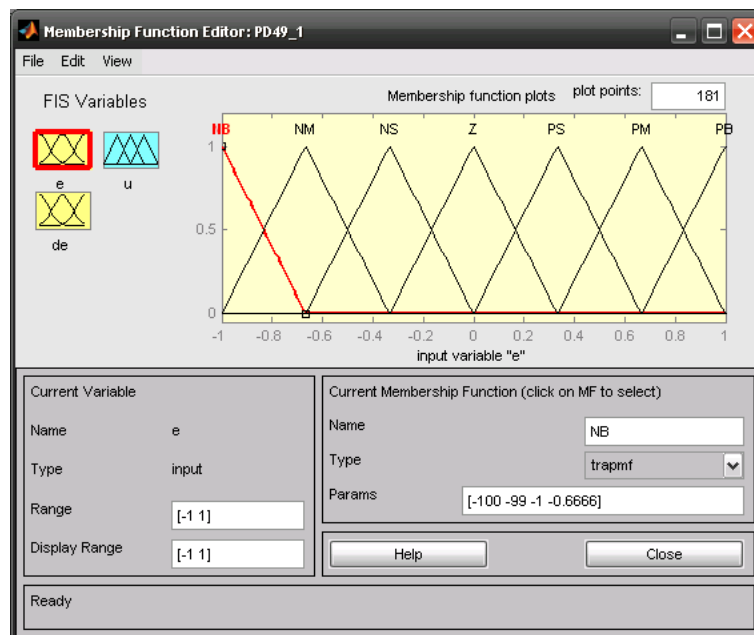 Membership Function Editor: PD49_1
File Edit View
FIS Variables
Membership function plots plot points: 181
e
u
de
NB NM NS Z PS PM PB
1
0.5
0
-1 -0.8 -0.6 -0.4 -0.2 0 0.2 0.4 0.6 0.8 1
input variable "e"
Current Variable
Name e
Type input
Range [-1 1]
Display Range [-1 1]
Current Membership Function (click on MF to select)
Name NB
Type trapmf
Params [-100 -99 -1 -0.6666]
Help Close
Ready